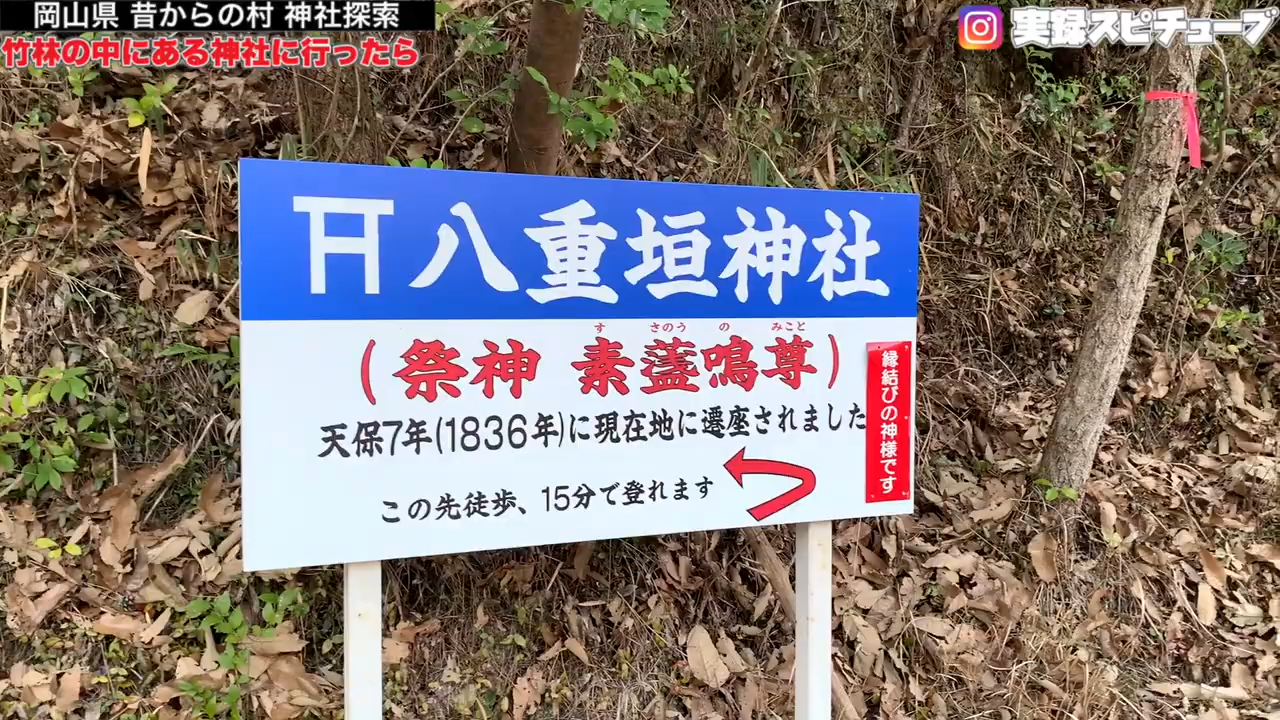 岡山県 昔からの村 神社探索
竹林の中にある神社に行ったら
実録スピチューブ
八重垣神社
す さのう の みこと
(祭神 素盞鳴尊)
天保7年(1836年)に現在地に遷座されました
この先徒歩、15分で登れます
縁結びの神様です